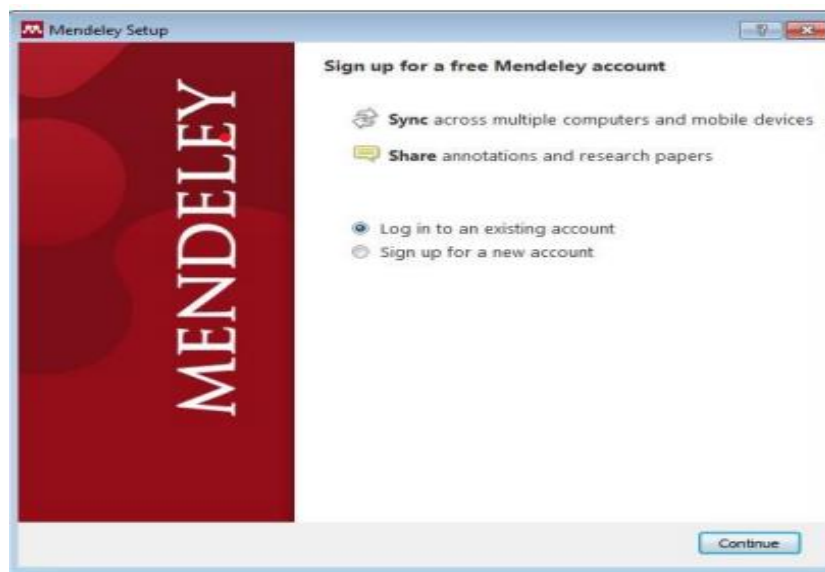 Mendeley Setup
MENDELEY
Sign up for a free Mendeley account
Sync across multiple computers and mobile devices
Share annotations and research papers
Log in to an existing account
Sign up for a new account
Continue